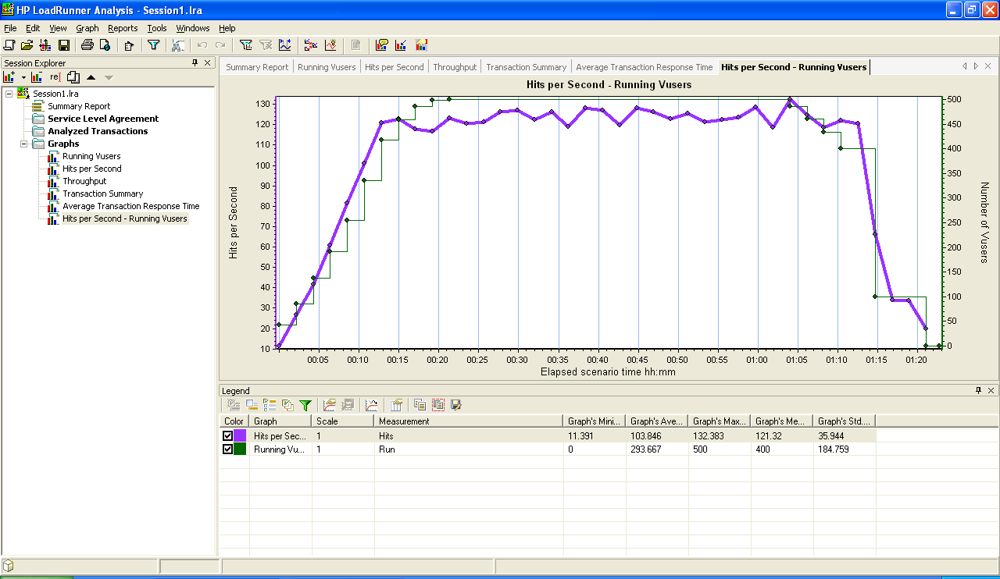 HP LoadRunner Analysis - Session1.lra
File Edit View Graph Reports Tools Windows Help
Session Explorer
Session1.lra
Summary Report
Service Level Agreement
Analyzed Transactions
Graphs
Running Vusers
Hits per Second
Throughput
Transaction Summary
Average Transaction Response Time
Hits per Second - Running Vusers
Summary Report Running Vusers Hits per Second Throughput Transaction Summary Average Transaction Response Time Hits per Second - Running Vusers
Hits per Second - Running Vusers
Hits per Second
130
120
110
100
90
80
70
60
50
40
30
20
10
500
450
400
350
300
250
200
150
100
50
0
Number of Vusers
00:05 00:10 00:15 00:20 00:25 00:30 00:35 00:40 00:45 00:50 00:55 01:00 01:05 01:10 01:15 01:20
Elapsed scenario time hh:mm
Legend
Color Graph Scale Measurement Graph's Mini... Graph's Ave... Graph's Max... Graph's Me... Graph's Std....
Hits per Sec... 1 Hits 11.391 103.846 132.383 121.32 35.944
Running Vu... 1 Run 0 293.667 500 400 184.759